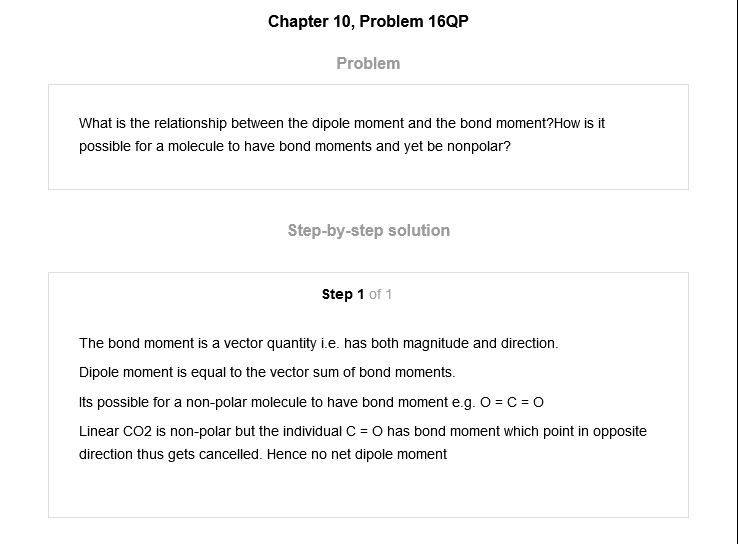 Chapter 10, Problem 16QP
Problem
What is the relationship between the dipole moment and the bond moment?How is it
possible for a molecule to have bond moments and yet be nonpolar?
Step-by-step solution
Step 1 of 1
The bond moment is a vector quantity i.e. has both magnitude and direction.
Dipole moment is equal to the vector sum of bond moments.
Its possible for a non-polar molecule to have bond moment e.g. O = C = O
Linear CO2 is non-polar but the individual C = O has bond moment which point in opposite
direction thus gets cancelled. Hence no net dipole moment